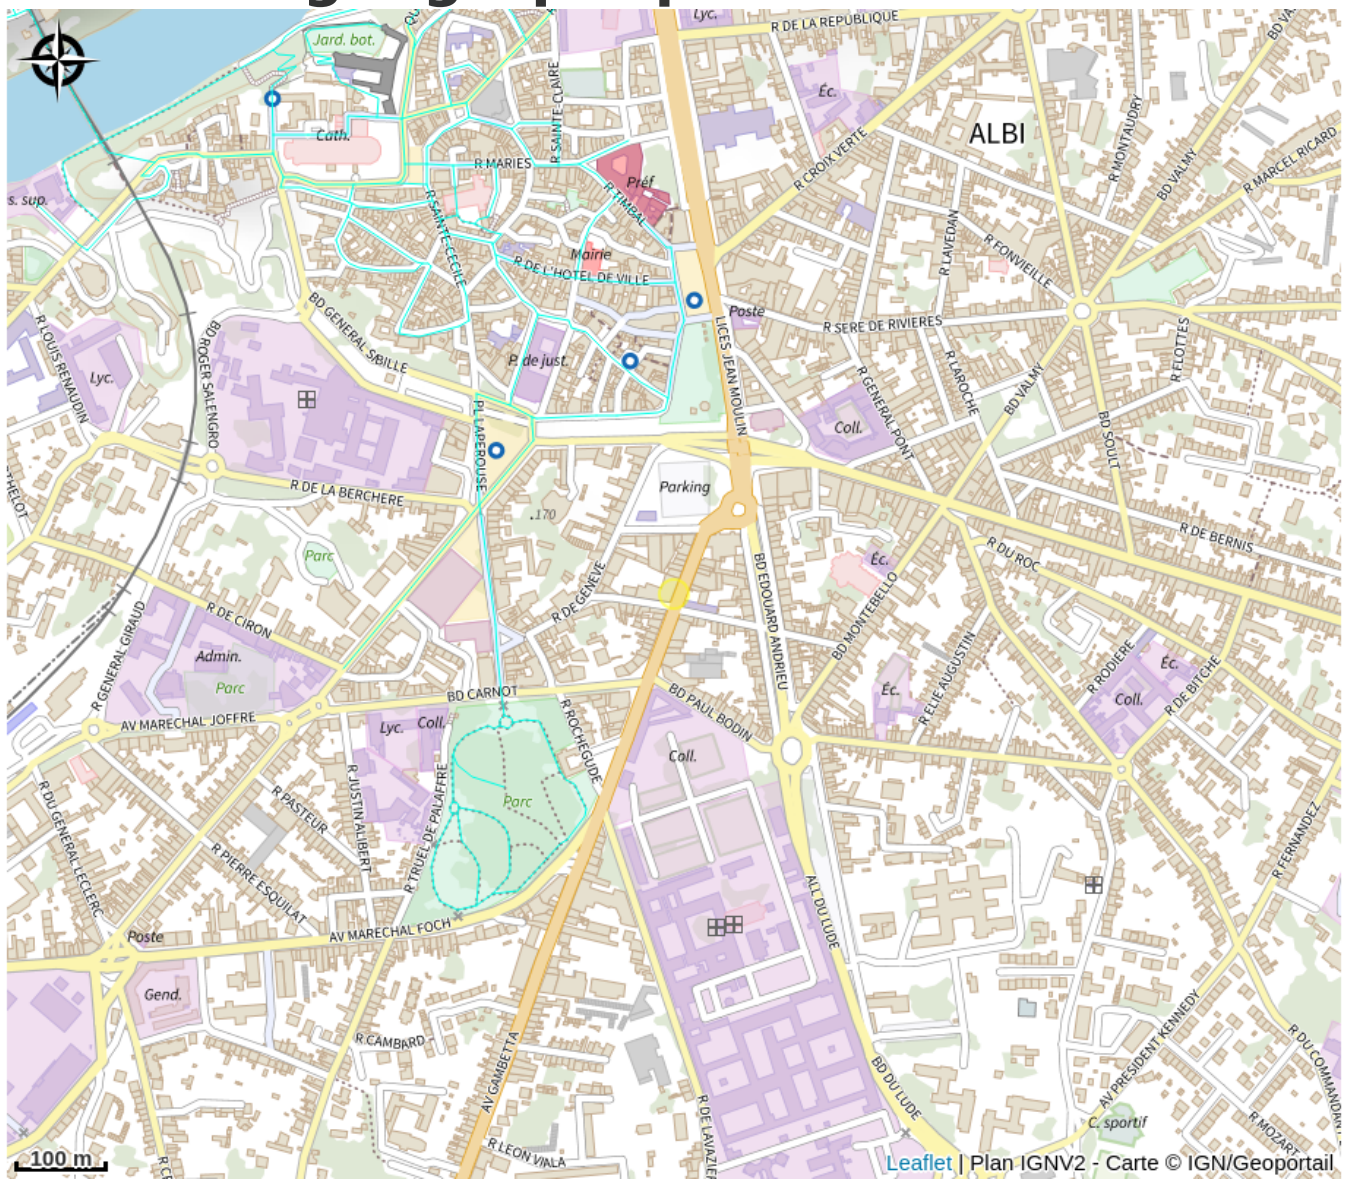 Jard. bot.
Lyc.
R DE LA REPUBLIQUE
R SAINTE-CLAIRE
Éc.
ALBI
R MONTAUDRY
BD VALMY
R MARCEL RICARD
R CROIX VERTE
Cath.
R MARIES
Préf
R TIMBAL
s. sup.
R SAINTE-CECILE
Mairie
R DE L'HOTEL DE VILLE
R LAVEDAN
R FONVIEILLE
Poste
R SERE DE RIVIERES
R FLOTTES
BD GENERAL SIBILLE
BD ROGER SALENGRO
R LOUIS RENAUDIN
Lyc.
P. de just.
LICES JEAN MOULIN
R GENERAL PONT
R LAROCHE
BD VALMY
Coll.
BD SOULT
PL LAPEROUSE
R DE LA BERCHERE
Parking
.170
THELOT
R DE BERNIS
R DU ROC
Parc
Éc.
BD EDOUARD ANDRIEU
BD MONTEBELLO
R DE GENEVE
R DE CIRON
R GENERAL GIRAUD
Admin.
Parc
R ELIE AUGUSTIN
R RODIERE
Éc.
R DE BITCHE
Coll.
BD CARNOT
BD PAUL BODIN
Éc.
AV MARECHAL JOFFRE
Lyc.
Coll.
R ROCHEGUDE
Coll.
R JUSTIN ALIBERT
R TRUEL DE PALAFFRE
Parc
R PASTEUR
R PIERRE ESQUILAT
R DU GENERAL LECLERC
R FERNANDEZ
ALL DU LUDE
AV MARECHAL FOCH
Poste
Gend.
R CAMBARD
AV GAMBETTA
R DE LAVAZIER
BD DU LUDE
AV PRESIDENT KENNEDY
C. sportif
R DU COMMANDANT
R MOZART
R LEON VIALA
100 m
Leaflet | Plan IGNV2 - Carte © IGN/Geoportail